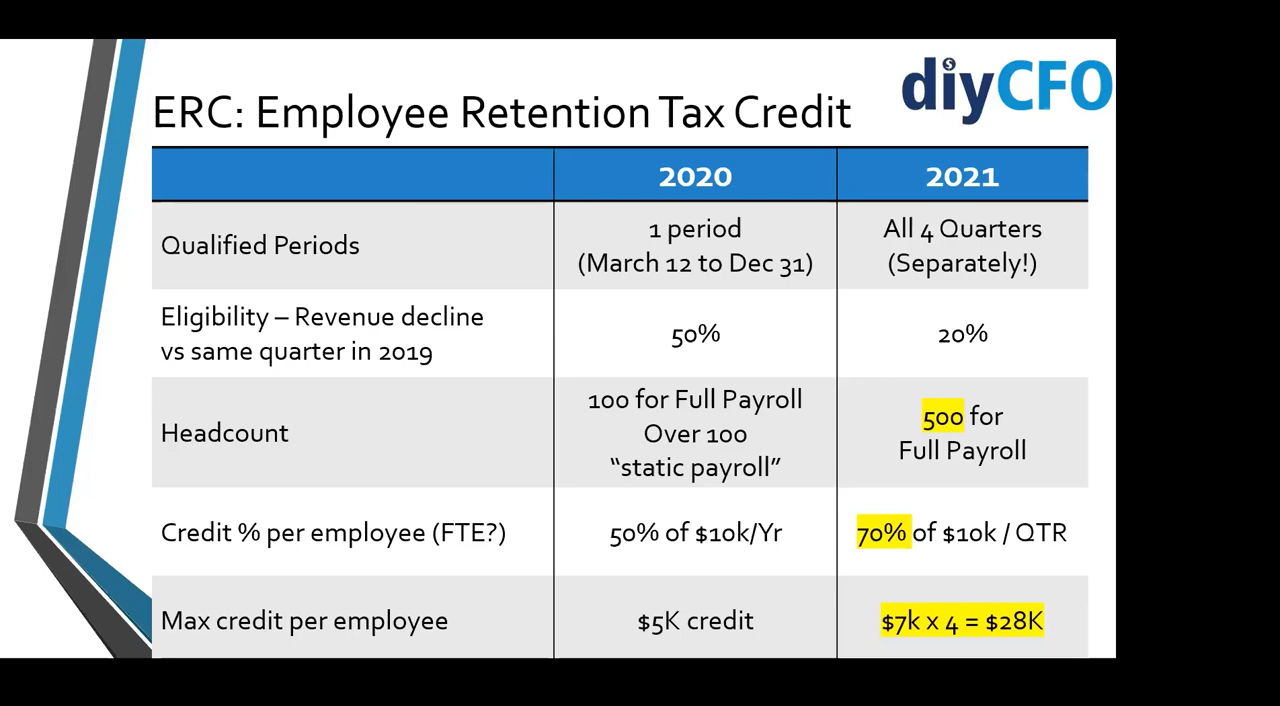 diyCFO
ERC: Employee Retention Tax Credit
2020 2021
Qualified Periods
1 period
(March 12 to Dec 31)
All 4 Quarters
(Separately!)
Eligibility – Revenue decline
vs same quarter in 2019
50%
20%
Headcount
100 for Full Payroll
Over 100
“static payroll”
500 for
Full Payroll
Credit % per employee (FTE?)
50% of $10k/Yr
70% of $10k / QTR
Max credit per employee
$5K credit
$7k x 4 = $28K